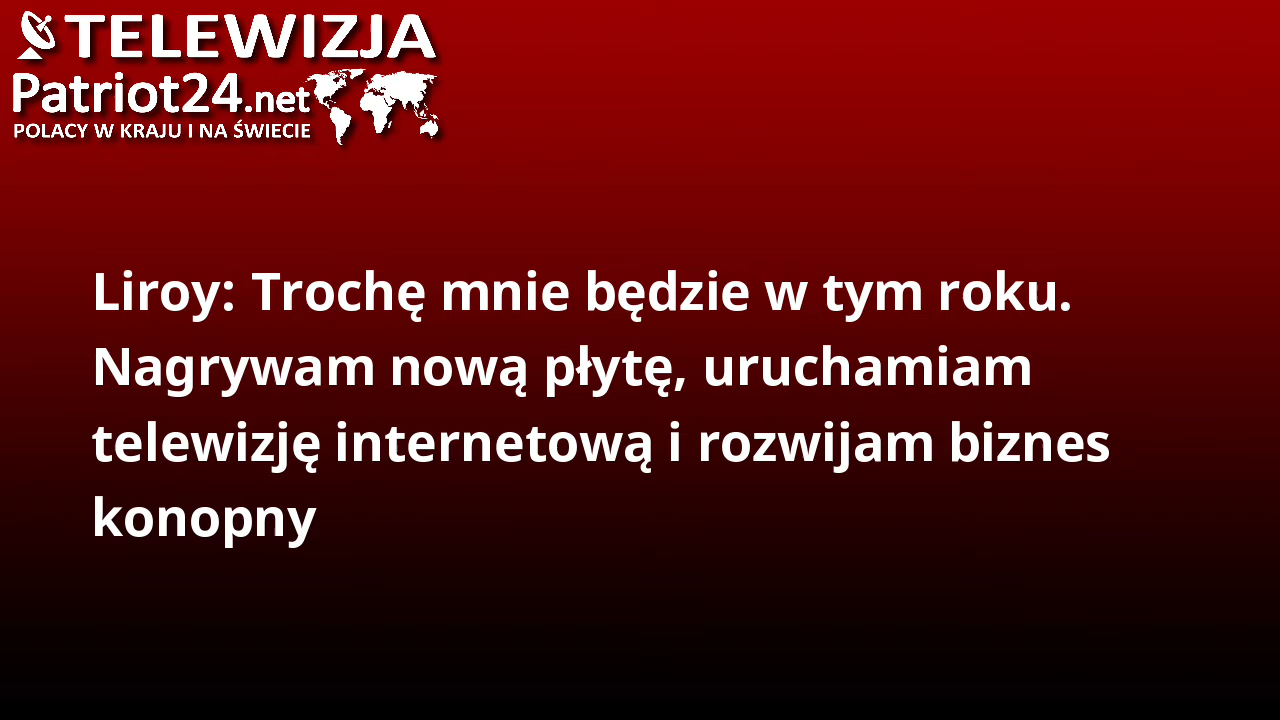 TELEWIZJA
Patriot24.net
POLACY W KRAJU I NA ŚWIECIE
Liroy: Trochę mnie będzie w tym roku.
Nagrywam nową płytę, uruchamiam
telewizję internetową i rozwijam biznes
konopny